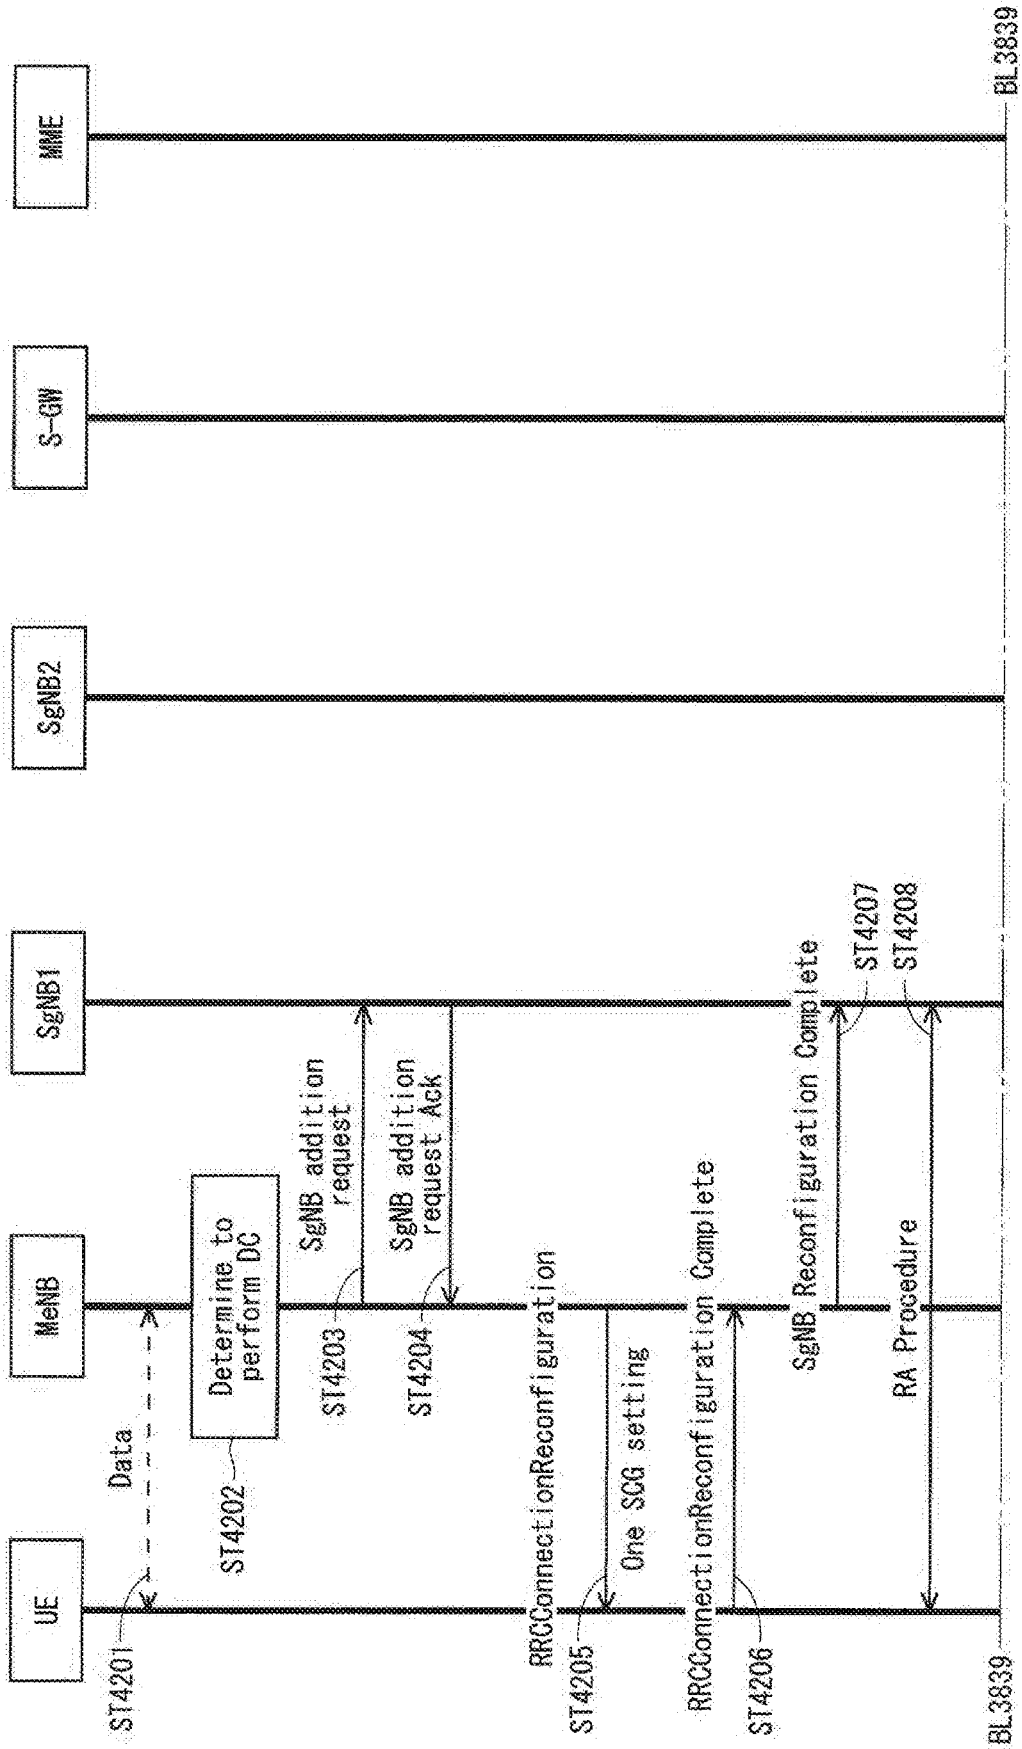 UE
MeNB
SgNB1
SgNB2
S-GW
MME
ST4201
Data
ST4202
Determine to
perform DC
ST4203
SgNB addition
request
ST4204
SgNB addition
request Ack
RRCConnectionReconfiguration
ST4205
One SCG setting
RRCConnectionReconfiguration Complete
ST4206
SgNB Reconfiguration Complete
ST4207
RA Procedure
ST4208
BL3839
BL3839